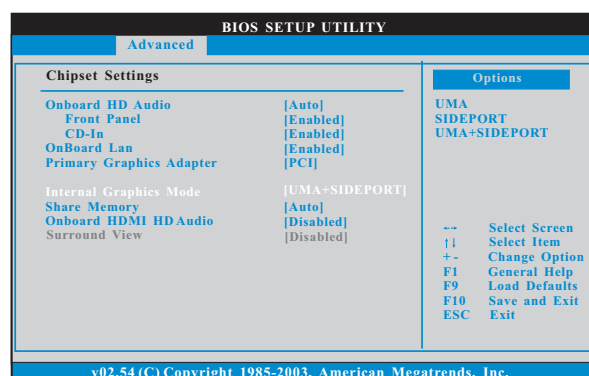 BIOS SETUP UTILITY
Advanced
Chipset Settings
Onboard HD Audio [Auto]
Front Panel [Enabled]
CD-In [Enabled]
OnBoard Lan [Enabled]
Primary Graphics Adapter [PCI]
Internal Graphics Mode [UMA+SIDEPORT]
Share Memory [Auto]
Onboard HDMI HD Audio [Disabled]
Surround View [Disabled]
Options
UMA
SIDEPORT
UMA+SIDEPORT
←→ Select Screen
↑↓ Select Item
+ - Change Option
F1 General Help
F9 Load Defaults
F10 Save and Exit
ESC Exit
v02.54 (C) Copyright 1985-2003, American Megatrends, Inc.